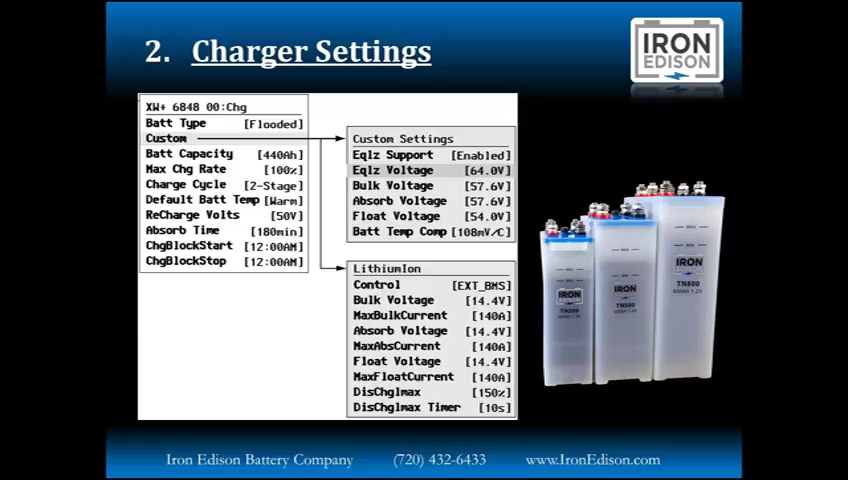 2. Charger Settings
IRON
EDISON
XW+ 6848 00:Chg
Batt Type [Flooded]
Custom
Batt Capacity [440Ah]
Max Chg Rate [100%]
Charge Cycle [2-Stage]
Default Batt Temp [Warm]
ReCharge Volts [50V]
Absorb Time [180min]
ChgBlockStart [12:00AM]
ChgBlockStop [12:00AM]
Custom Settings
Eqlz Support [Enabled]
Eqlz Voltage [64.0V]
Bulk Voltage [57.6V]
Absorb Voltage [57.6V]
Float Voltage [54.0V]
Batt Temp Comp [108mV/C]
LithiumIon
Control [EXT_BMS]
Bulk Voltage [14.4V]
MaxBulkCurrent [140A]
Absorb Voltage [14.4V]
MaxAbsCurrent [140A]
Float Voltage [14.4V]
MaxFloatCurrent [140A]
DisChglmax [150%]
DisChglmax Timer [10s]
IRON
IRON
IRON
TN800
Iron Edison Battery Company (720) 432-6433 www.IronEdison.com